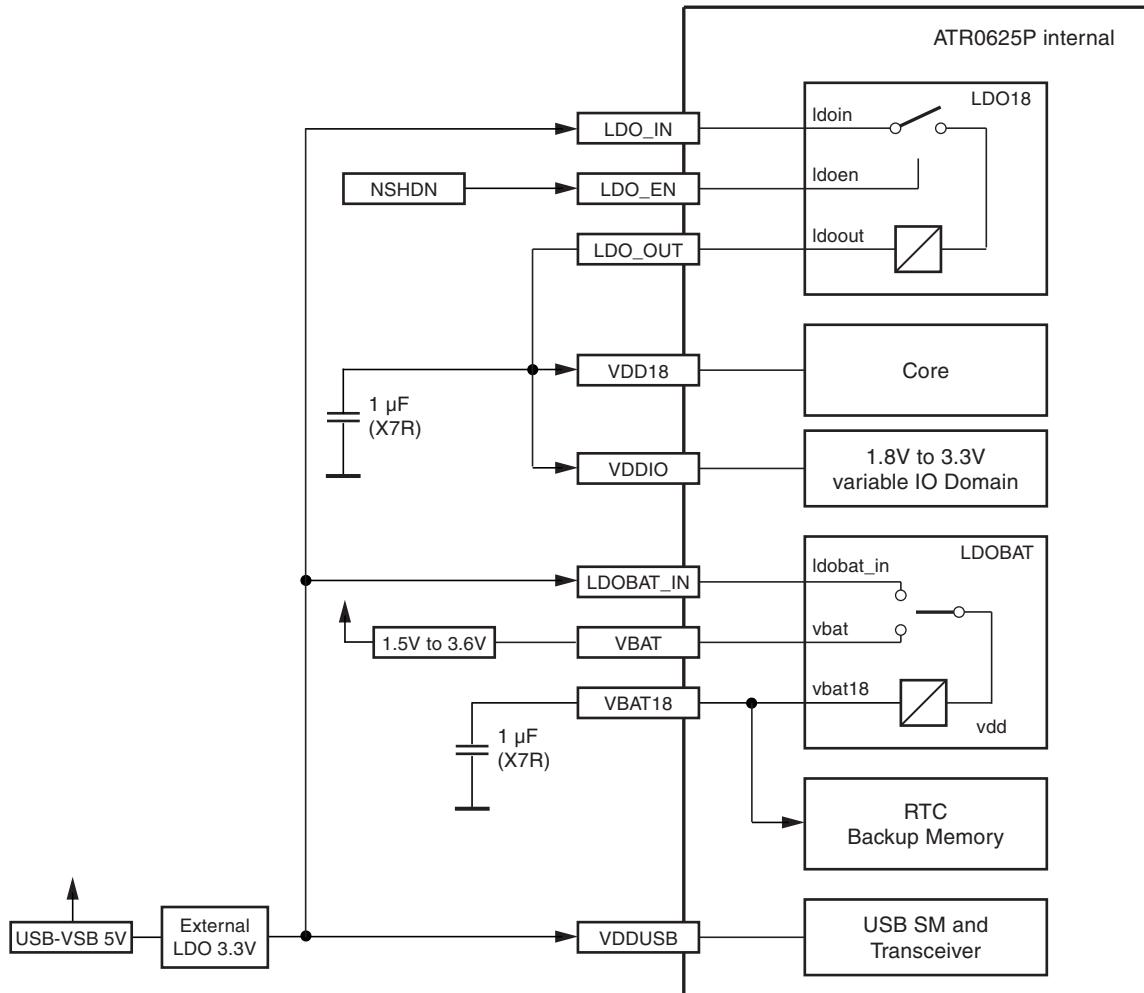 ATR0625P internal
LDO18
LDO_IN
ldoin
NSHDN
LDO_EN
ldoen
LDO_OUT
ldoout
VDD18
Core
1 µF
(X7R)
VDDIO
1.8V to 3.3V
variable IO Domain
LDOBAT
LDOBAT_IN
ldobat_in
1.5V to 3.6V
VBAT
vbat
VBAT18
vbat18
vdd
1 µF
(X7R)
RTC
Backup Memory
USB-VSB 5V
External
LDO 3.3V
VDDUSB
USB SM and
Transceiver